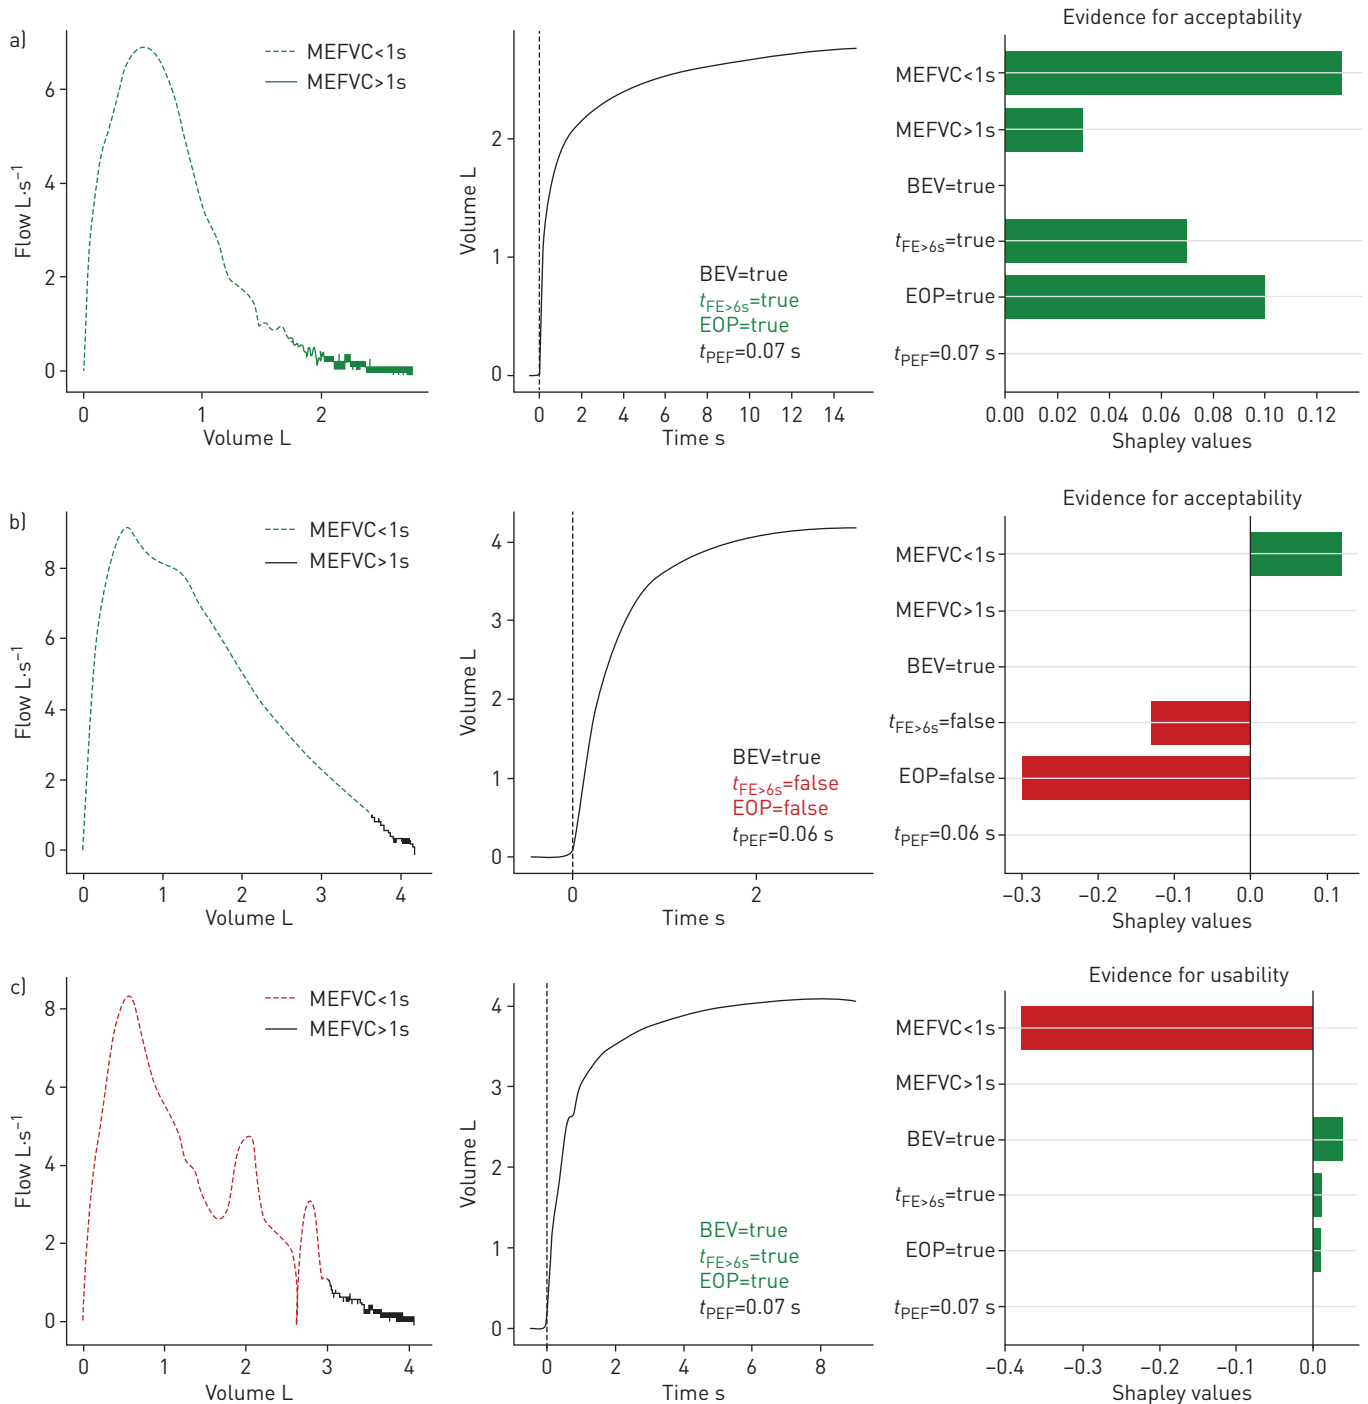 a)
Flow L·s⁻¹
6
4
2
0
0 1 2
Volume L
MEFVC<1s
MEFVC>1s
Volume L
2
1
0
0 2 4 6 8 10 12 14
Time s
BEV=true
tFE>6s=true
EOP=true
tPEF=0.07 s
Evidence for acceptability
MEFVC<1s
MEFVC>1s
BEV=true
tFE>6s=true
EOP=true
tPEF=0.07 s
0.00 0.02 0.04 0.06 0.08 0.10 0.12
Shapley values
b)
Flow L·s⁻¹
8
6
4
2
0
0 1 2 3 4
Volume L
MEFVC<1s
MEFVC>1s
Volume L
4
3
2
1
0
0 2
Time s
BEV=true
tFE>6s=false
EOP=false
tPEF=0.06 s
Evidence for acceptability
MEFVC<1s
MEFVC>1s
BEV=true
tFE>6s=false
EOP=false
tPEF=0.06 s
−0.3 −0.2 −0.1 0.0 0.1
Shapley values
c)
Flow L·s⁻¹
8
6
4
2
0
0 1 2 3 4
Volume L
MEFVC<1s
MEFVC>1s
Volume L
4
3
2
1
0
0 2 4 6 8
Time s
BEV=true
tFE>6s=true
EOP=true
tPEF=0.07 s
Evidence for usability
MEFVC<1s
MEFVC>1s
BEV=true
tFE>6s=true
EOP=true
tPEF=0.07 s
−0.4 −0.3 −0.2 −0.1 0.0
Shapley values